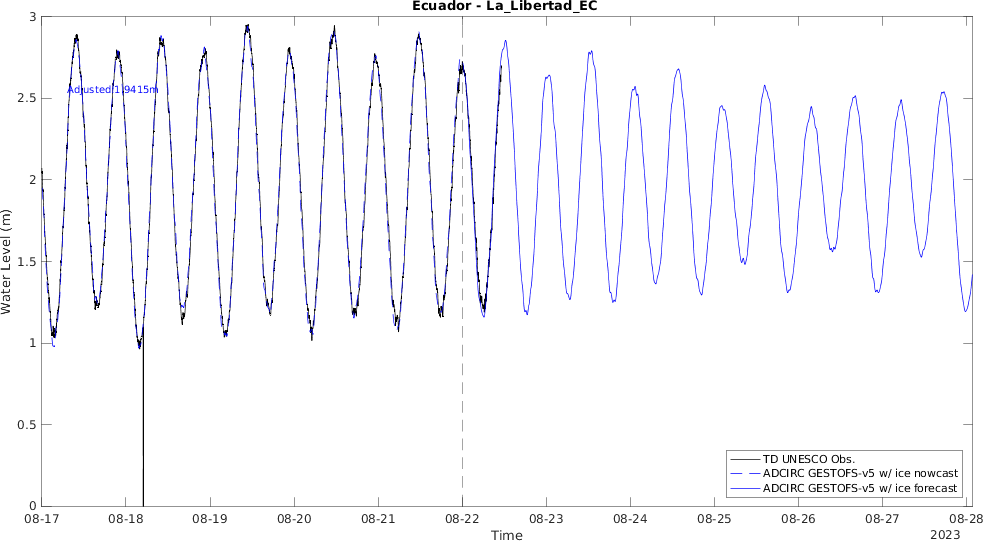 Ecuador - La_Libertad_EC
3
2.5
2
1.5
1
0.5
0
Water Level (m)
Adjusted 1.9415m
TD UNESCO Obs.
ADCIRC GESTOFS-v5 w/ ice nowcast
ADCIRC GESTOFS-v5 w/ ice forecast
08-17 08-18 08-19 08-20 08-21 08-22 08-23 08-24 08-25 08-26 08-27 08-28
Time
2023